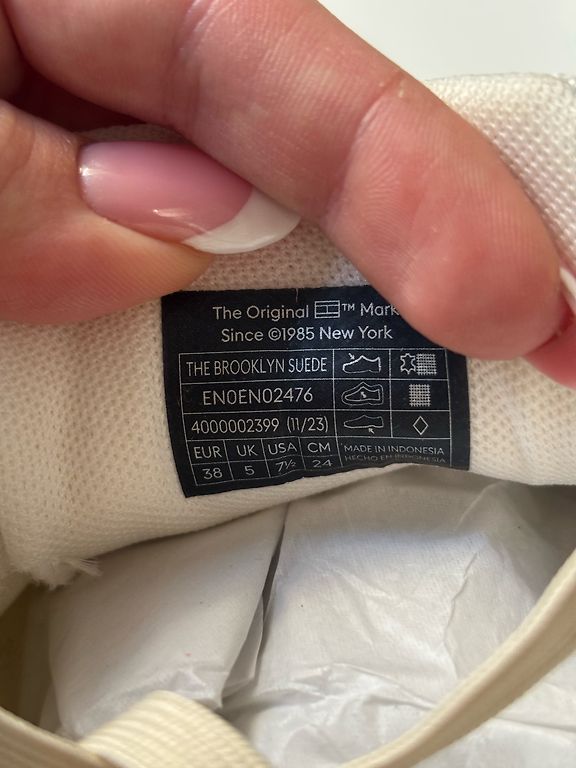 The Original ™ Mark
Since ©1985 New York
THE BROOKLYN SUEDE
EN0EN02476
4000002399 (11/23)
EUR UK USA CM
38 5 7½ 24
MADE IN INDONESIA
HECHO EN INDONESIA